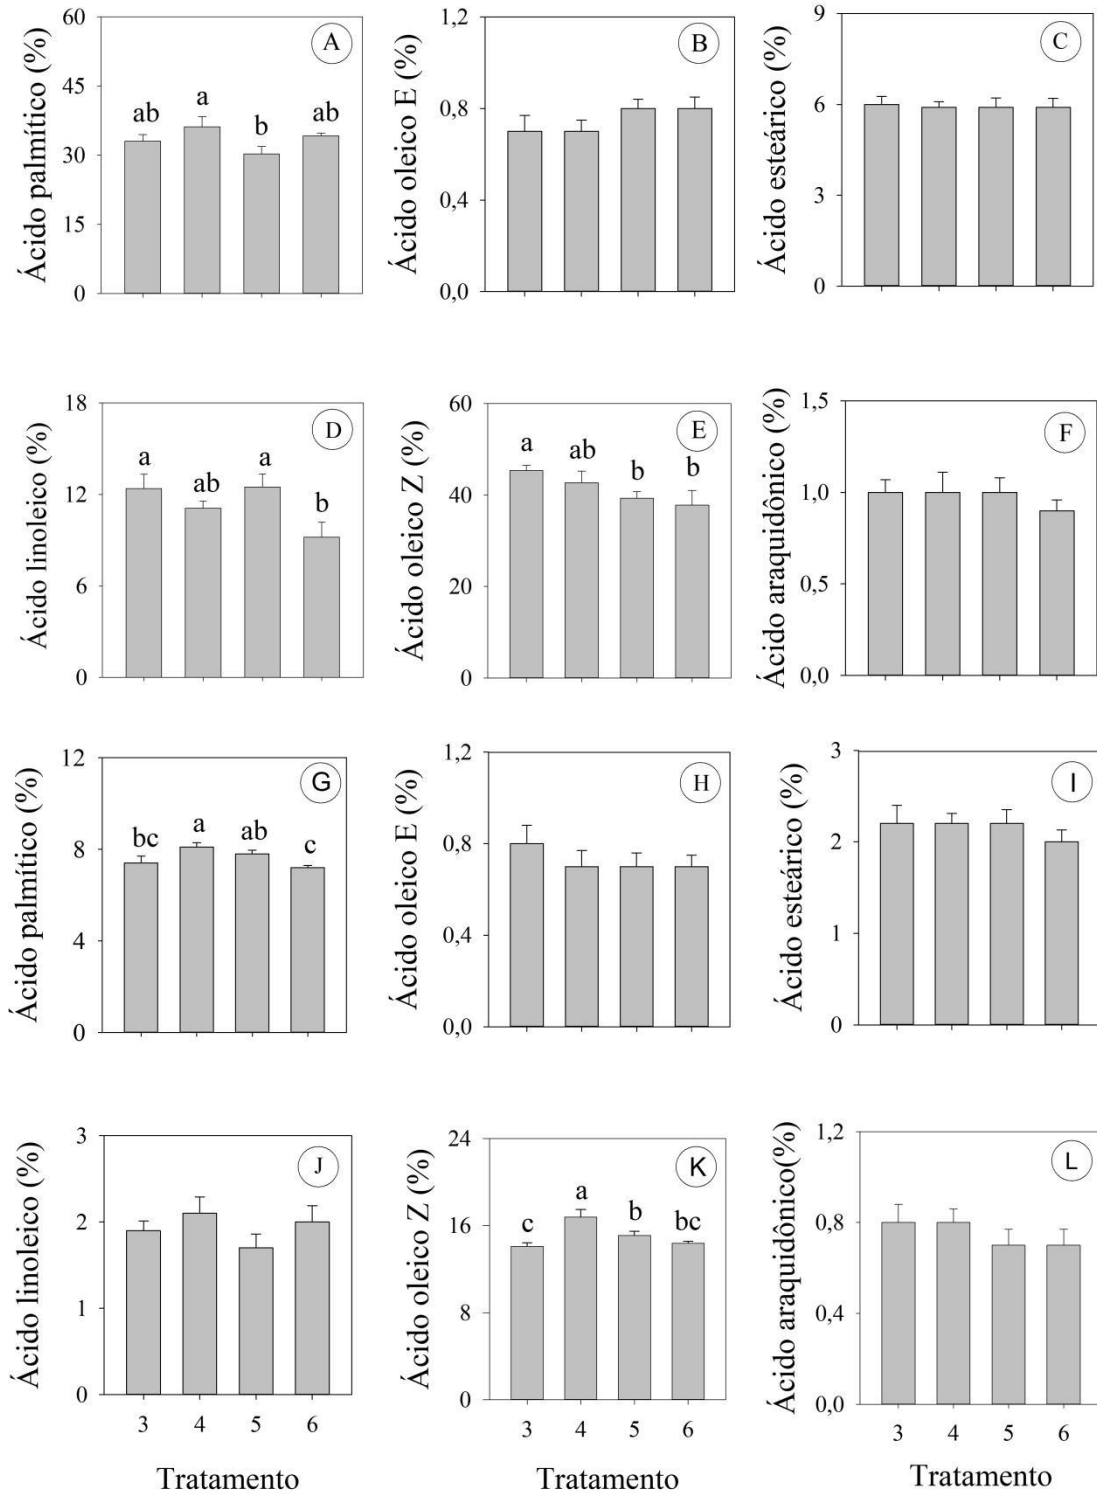 Ácido palmítico (%)
60
45
30
15
0
A
ab
a
b
ab
Ácido oleico E (%)
1,2
0,8
0,4
0,0
B
Ácido esteárico (%)
9
6
3
0
C
Ácido linoleico (%)
18
12
6
0
D
a
ab
a
b
Ácido oleico Z (%)
60
40
20
0
E
a
ab
b
b
Ácido araquidônico (%)
1,5
1,0
0,5
0,0
F
Ácido palmítico (%)
12
8
4
0
G
bc
a
ab
c
Ácido oleico E (%)
1,2
0,8
0,4
0,0
H
Ácido esteárico (%)
3
2
1
0
I
Ácido linoleico (%)
3
2
1
0
J
3 4 5 6
Tratamento
Ácido oleico Z (%)
24
16
8
0
K
c
a
b
bc
3 4 5 6
Tratamento
Ácido araquidônico(%)
1,2
0,8
0,4
0,0
L
3 4 5 6
Tratamento